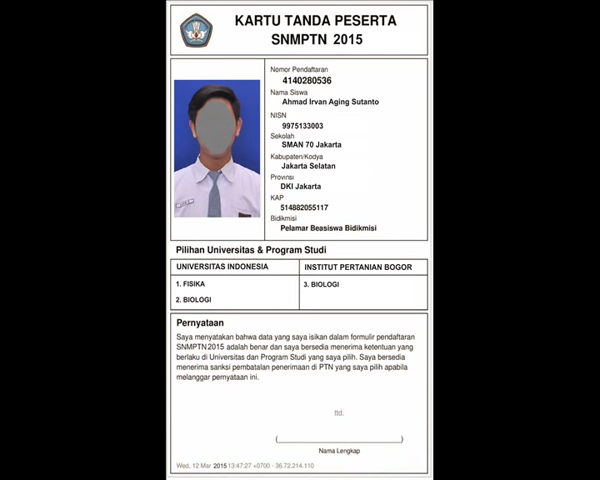 KARTU TANDA PESERTA
SNMPTN 2015
Nomor Pendaftaran
4140280536
Nama Siswa
Ahmad Irvan Aging Sutanto
NISN
9975133003
Sekolah
SMAN 70 Jakarta
Kabupaten/Kodya
Jakarta Selatan
Provinsi
DKI Jakarta
KAP
514882055117
Bidikmisi
Pelamar Beasiswa Bidikmisi
Pilihan Universitas & Program Studi
UNIVERSITAS INDONESIA
INSTITUT PERTANIAN BOGOR
1. FISIKA
3. BIOLOGI
2. BIOLOGI
Pernyataan
Saya menyatakan bahwa data yang saya isikan dalam formulir pendaftaran
SNMPTN 2015 adalah benar dan saya bersedia menerima ketentuan yang
berlaku di Universitas dan Program Studi yang saya pilih. Saya bersedia
menerima sanksi pembatalan penerimaan di PTN yang saya pilih apabila
melanggar pernyataan ini.
ttd.
Nama Lengkap
Wed, 12 Mar 2015 13:47:27 +0700 - 36.72.214.110